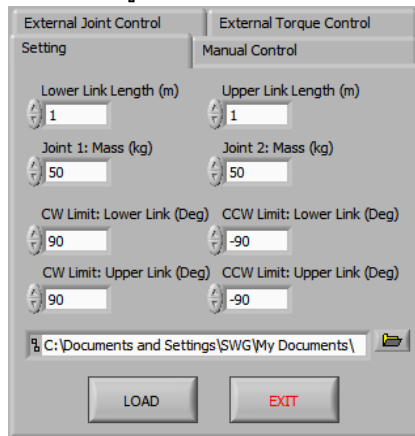 External Joint Control External Torque Control
Setting Manual Control
Lower Link Length (m) Upper Link Length (m)
1 1
Joint 1: Mass (kg) Joint 2: Mass (kg)
50 50
CW Limit: Lower Link (Deg) CCW Limit: Lower Link (Deg)
90 -90
CW Limit: Upper Link (Deg) CCW Limit: Upper Link (Deg)
90 -90
C:\Documents and Settings\SWG\My Documents\
LOAD EXIT